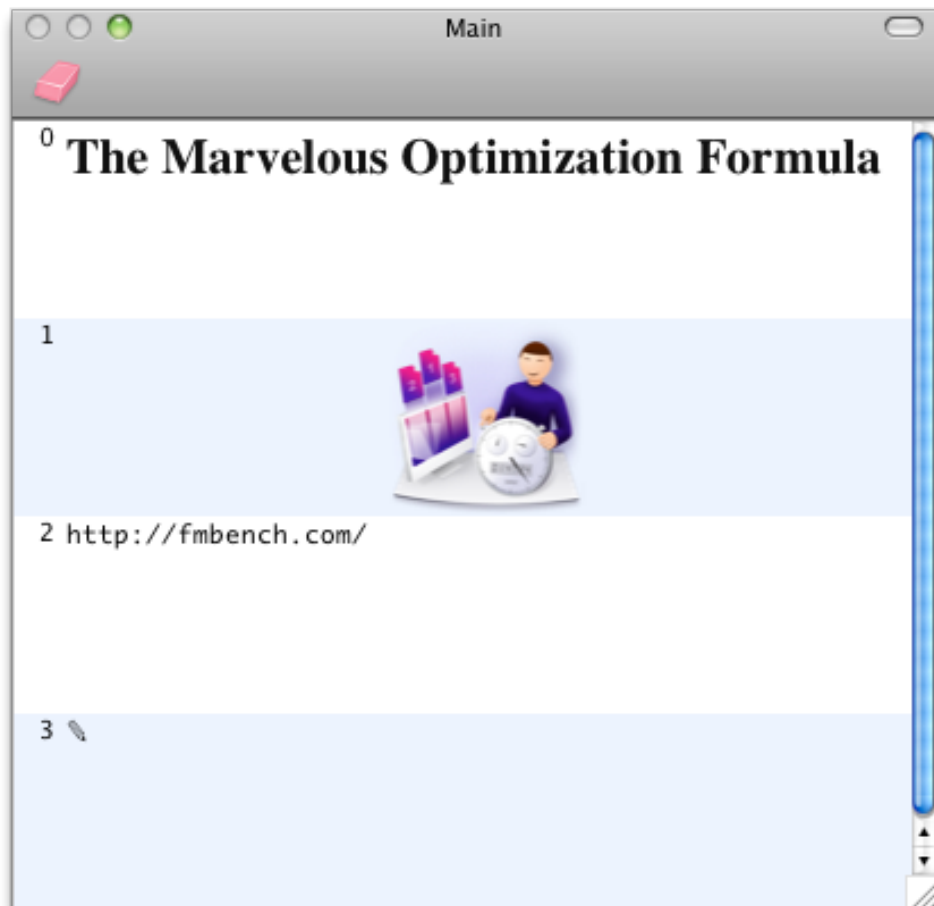 Main
0 The Marvelous Optimization Formula
1
2 http://fmbench.com/
3